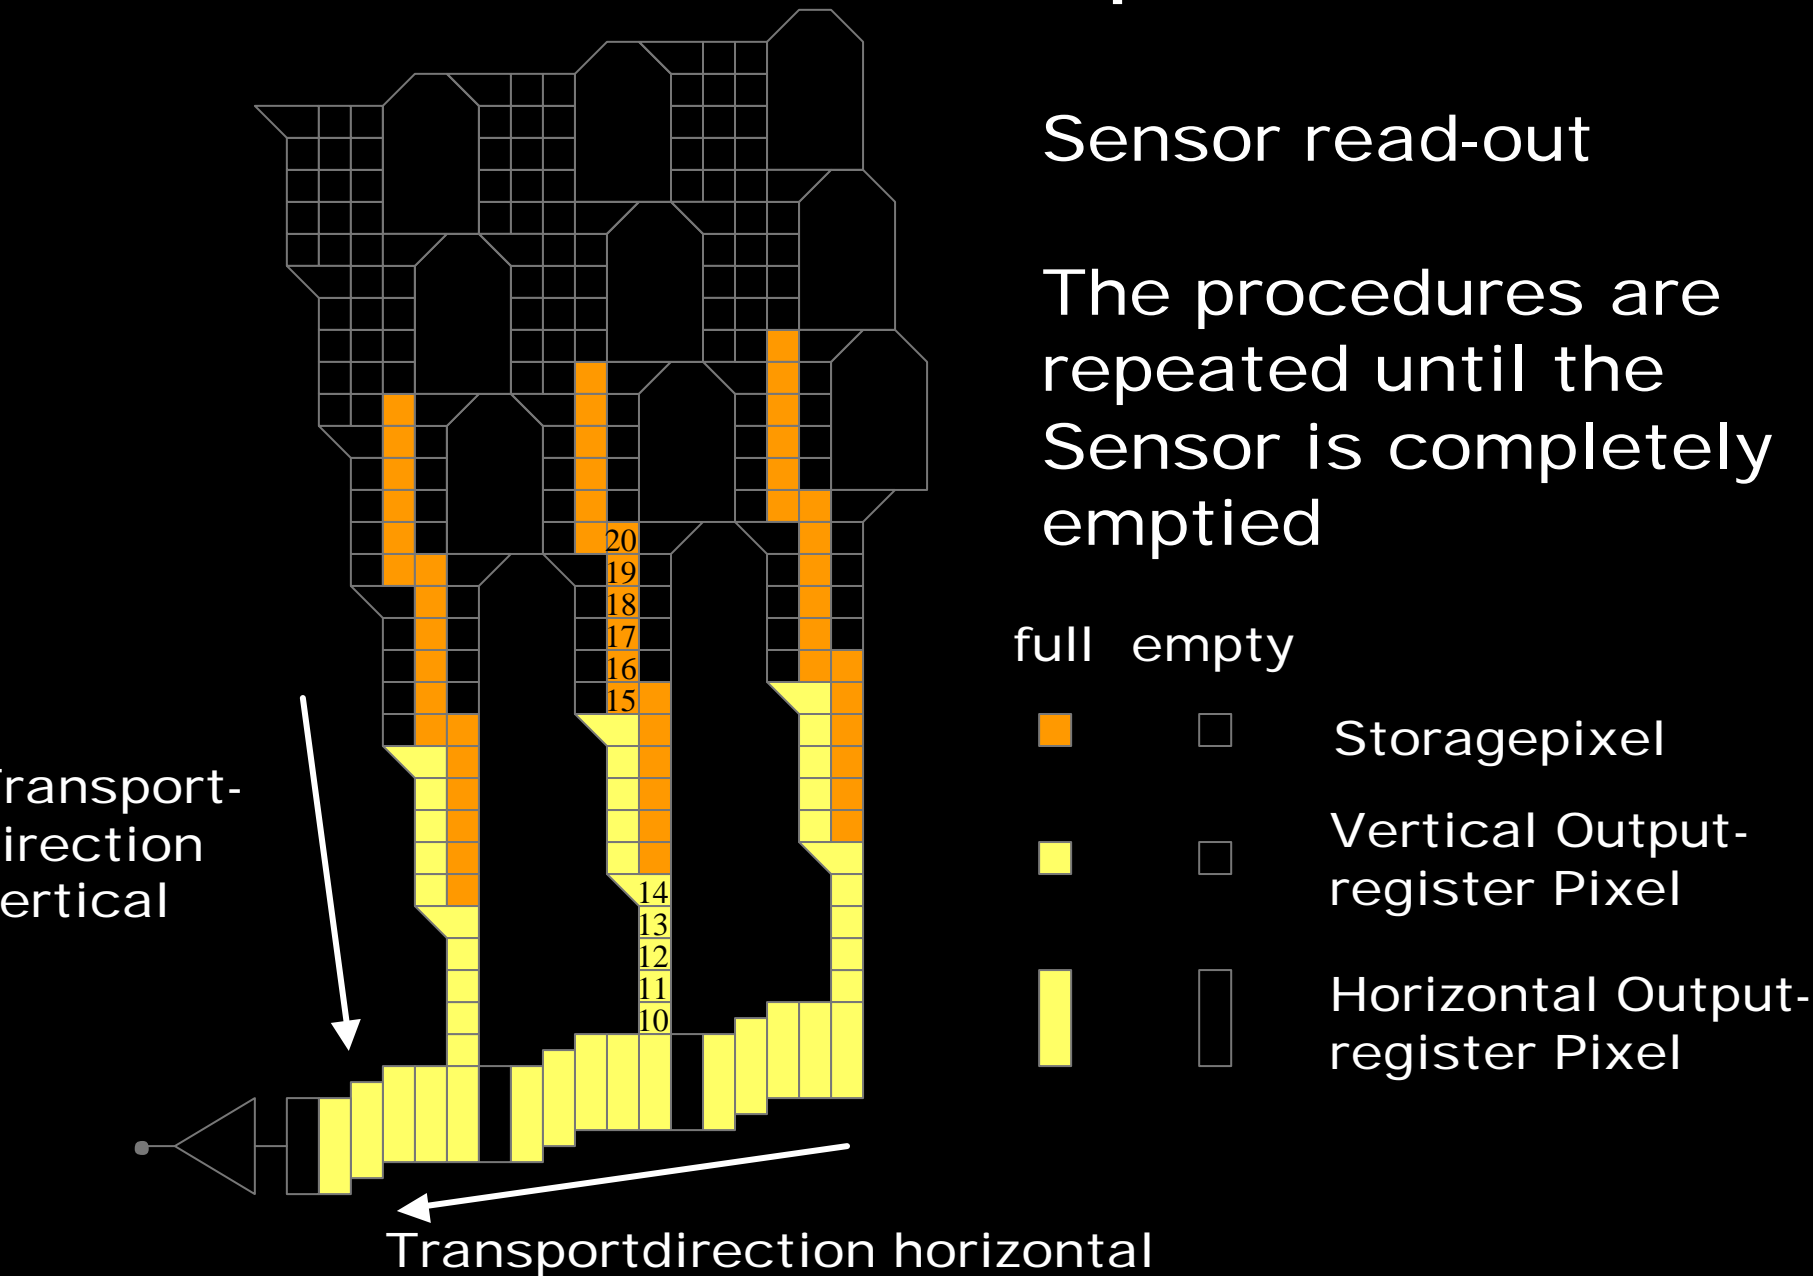 Sensor read-out
The procedures are
repeated until the
Sensor is completely
emptied
20
19
18
17
16
15
14
13
12
11
10
full empty
Storagepixel
Vertical Output-
register Pixel
Horizontal Output-
register Pixel
ransport-
irection
ertical
Transportdirection horizontal